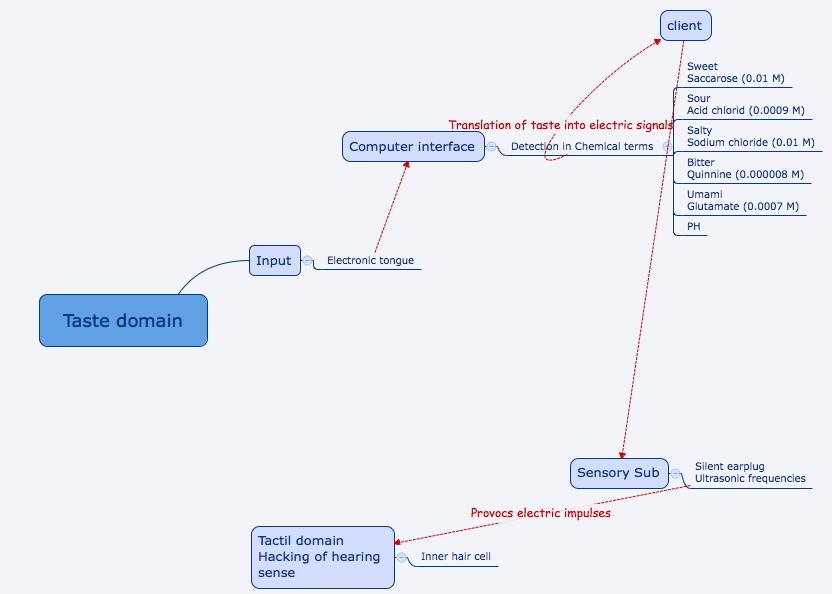 client
Sweet
Saccarose (0.01 M)
Sour
Acid chlorid (0.0009 M)
Translation of taste into electric signals
Salty
Sodium chloride (0.01 M)
Computer interface
Detection in Chemical terms
Bitter
Quinnine (0.000008 M)
Umami
Glutamate (0.0007 M)
PH
Input
Electronic tongue
Taste domain
Sensory Sub
Silent earplug
Ultrasonic frequencies
Provocs electric impulses
Tactil domain
Hacking of hearing
sense
Inner hair cell